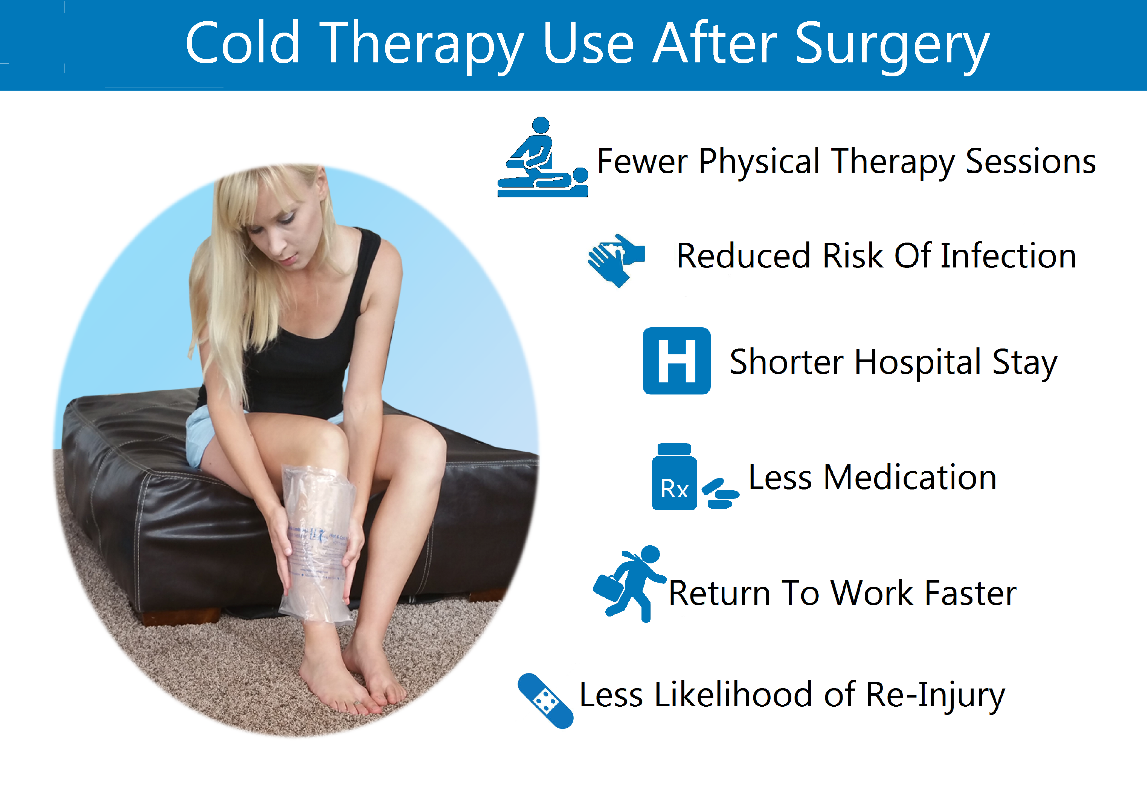 Cold Therapy Use After Surgery
Fewer Physical Therapy Sessions
Reduced Risk Of Infection
H
Shorter Hospital Stay
Rx
Less Medication
Return To Work Faster
Less Likelihood of Re-Injury